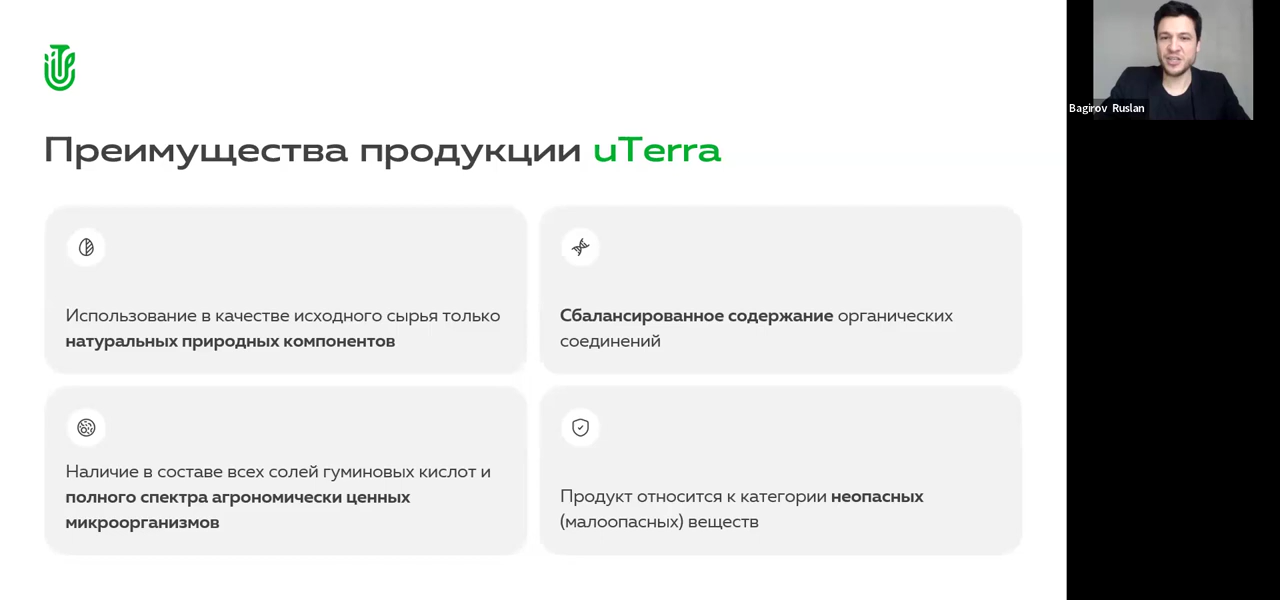 Преимущества продукции uTerra
Использование в качестве исходного сырья только
натуральных природных компонентов
Сбалансированное содержание органических
соединений
Наличие в составе всех солей гуминовых кислот и
полного спектра агрономически ценных
микроорганизмов
Продукт относится к категории неопасных
(малоопасных) веществ
Bagirov Ruslan